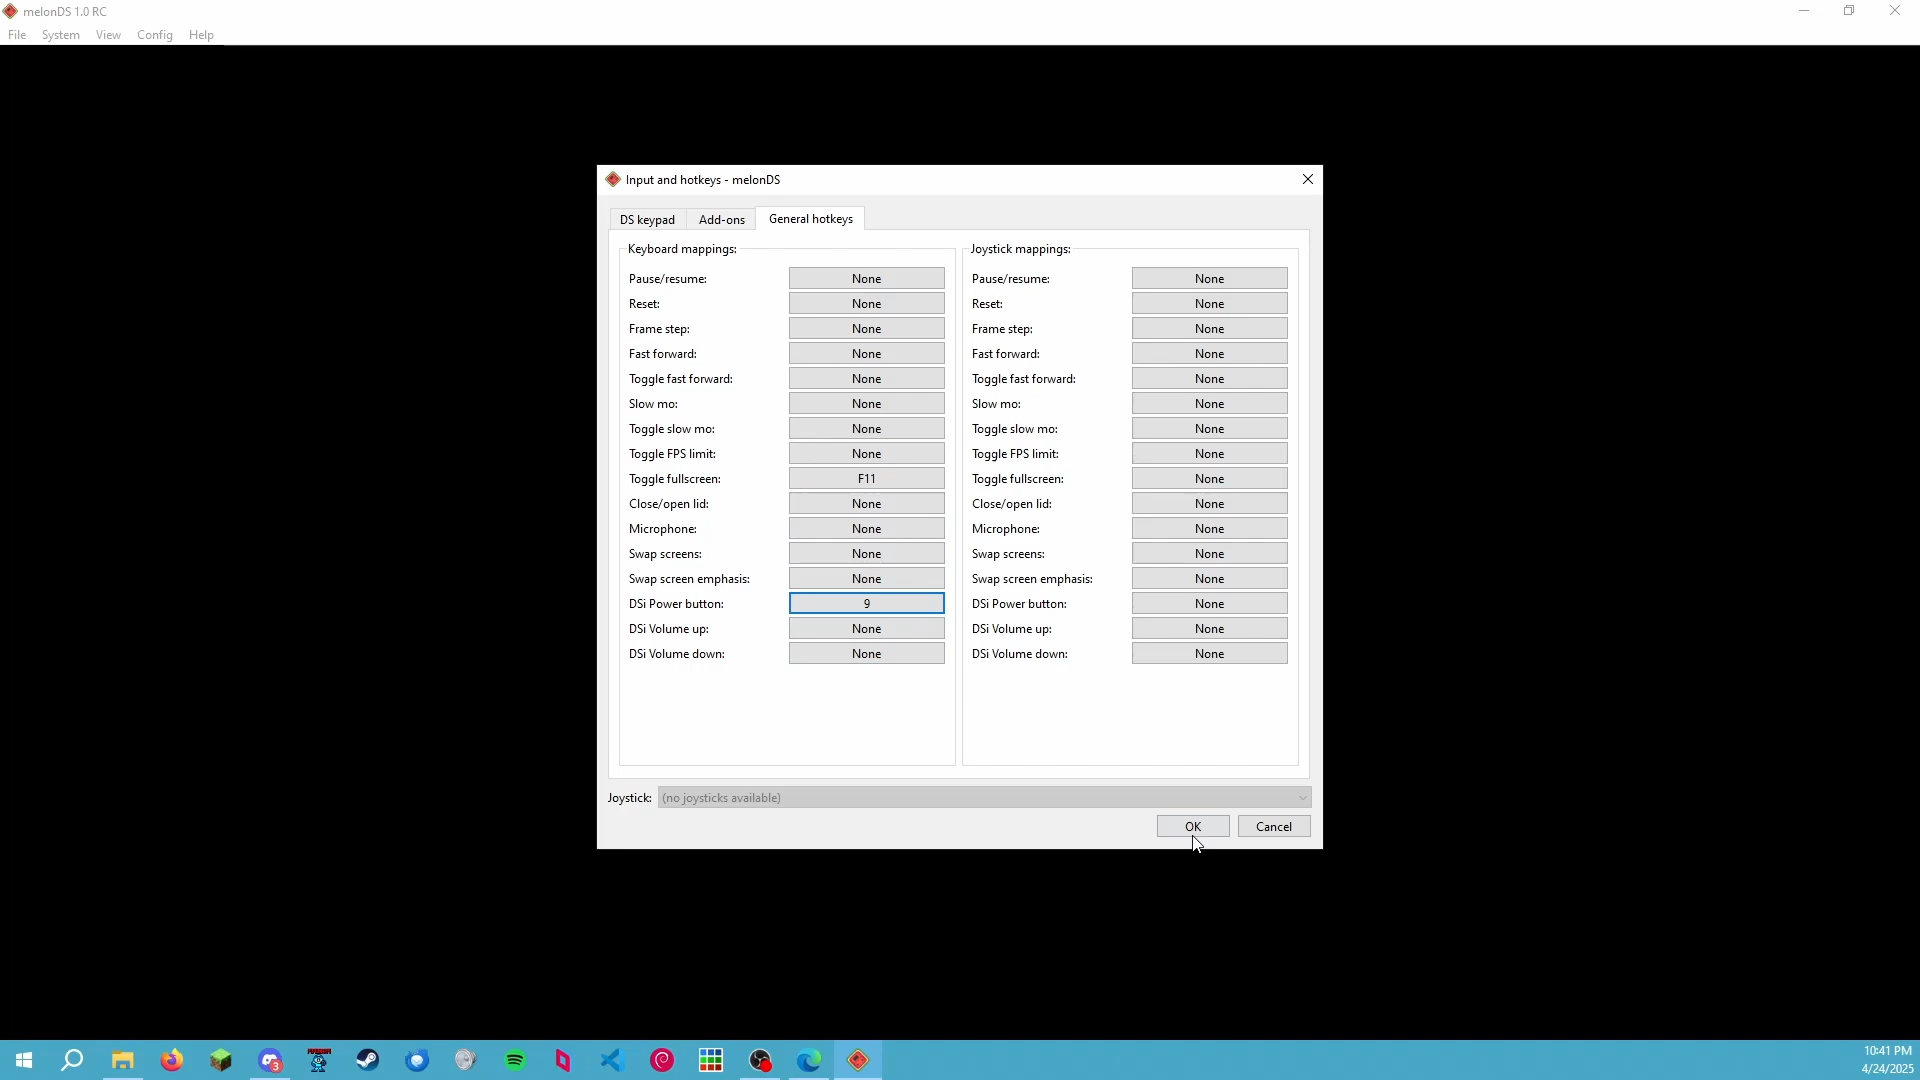 melonDS 1.0 RC
File System View Config Help
Input and hotkeys - melonDS
DS keypad Add-ons General hotkeys
Keyboard mappings: Joystick mappings:
Pause/resume: None Pause/resume: None
Reset: None Reset: None
Frame step: None Frame step: None
Fast forward: None Fast forward: None
Toggle fast forward: None Toggle fast forward: None
Slow mo: None Slow mo: None
Toggle slow mo: None Toggle slow mo: None
Toggle FPS limit: None Toggle FPS limit: None
Toggle fullscreen: F11 Toggle fullscreen: None
Close/open lid: None Close/open lid: None
Microphone: None Microphone: None
Swap screens: None Swap screens: None
Swap screen emphasis: None Swap screen emphasis: None
DSi Power button: 9 DSi Power button: None
DSi Volume up: None DSi Volume up: None
DSi Volume down: None DSi Volume down: None
Joystick: (no joysticks available)
OK Cancel
3
10:41 PM
4/24/2025